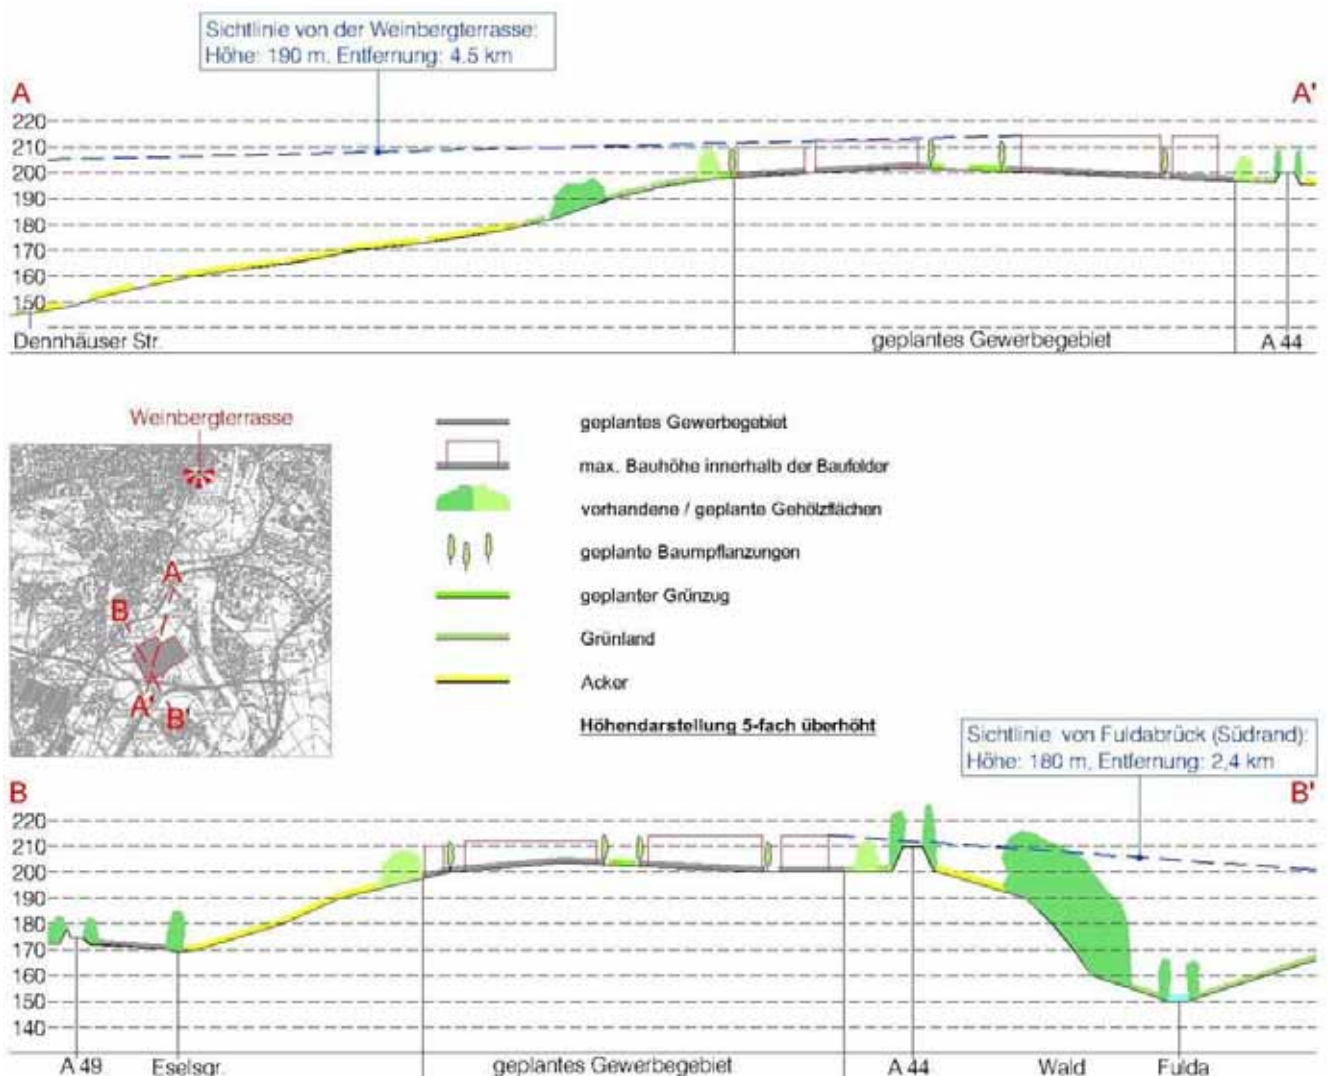 Sichtlinie von der Weinbergterrasse:
Höhe: 190 m, Entfernung: 4.5 km
A
A'
220
210
200
190
180
170
160
150
Dennhäuser Str.
geplantes Gewerbegebiet
A 44
Weinbergterrasse
A
B
A'
B'
geplantes Gewerbegebiet
max. Bauhöhe innerhalb der Baufelder
vorhandene / geplante Gehölzflächen
geplante Baumpflanzungen
geplanter Grünzug
Grünland
Acker
Höhendarstellung 5-fach überhöht
Sichtlinie von Fuldabrück (Südrand):
Höhe: 180 m, Entfernung: 2,4 km
B
B'
220
210
200
190
180
170
160
150
140
A 49
Eselsgr.
geplantes Gewerbegebiet
A 44
Wald
Fulda